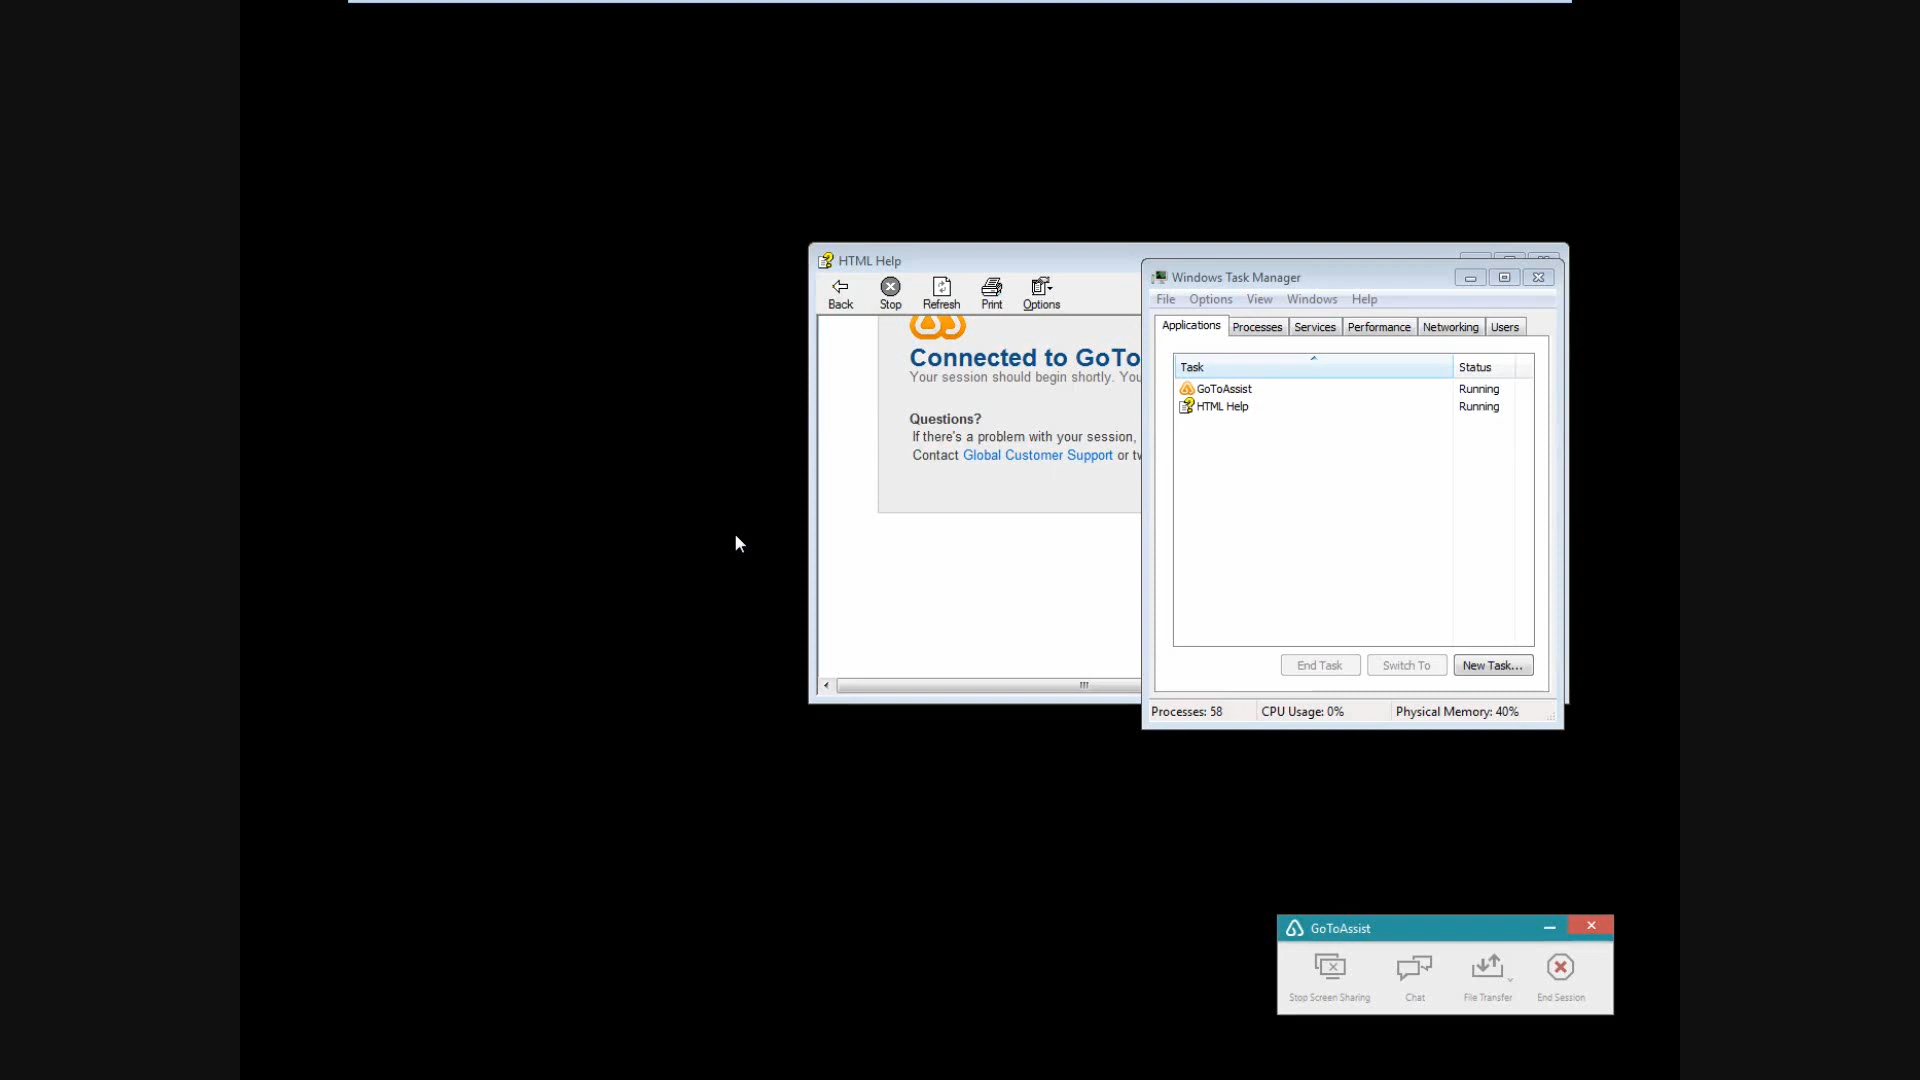 HTML Help
Back Stop Refresh Print Options
Connected to GoTo
Your session should begin shortly. You
Questions?
If there's a problem with your session,
Contact Global Customer Support or tw
Windows Task Manager
File Options View Windows Help
Applications Processes Services Performance Networking Users
Task Status
GoToAssist Running
HTML Help Running
End Task Switch To New Task...
Processes: 58 CPU Usage: 0% Physical Memory: 40%
GoToAssist
Stop Screen Sharing Chat File Transfer End Session